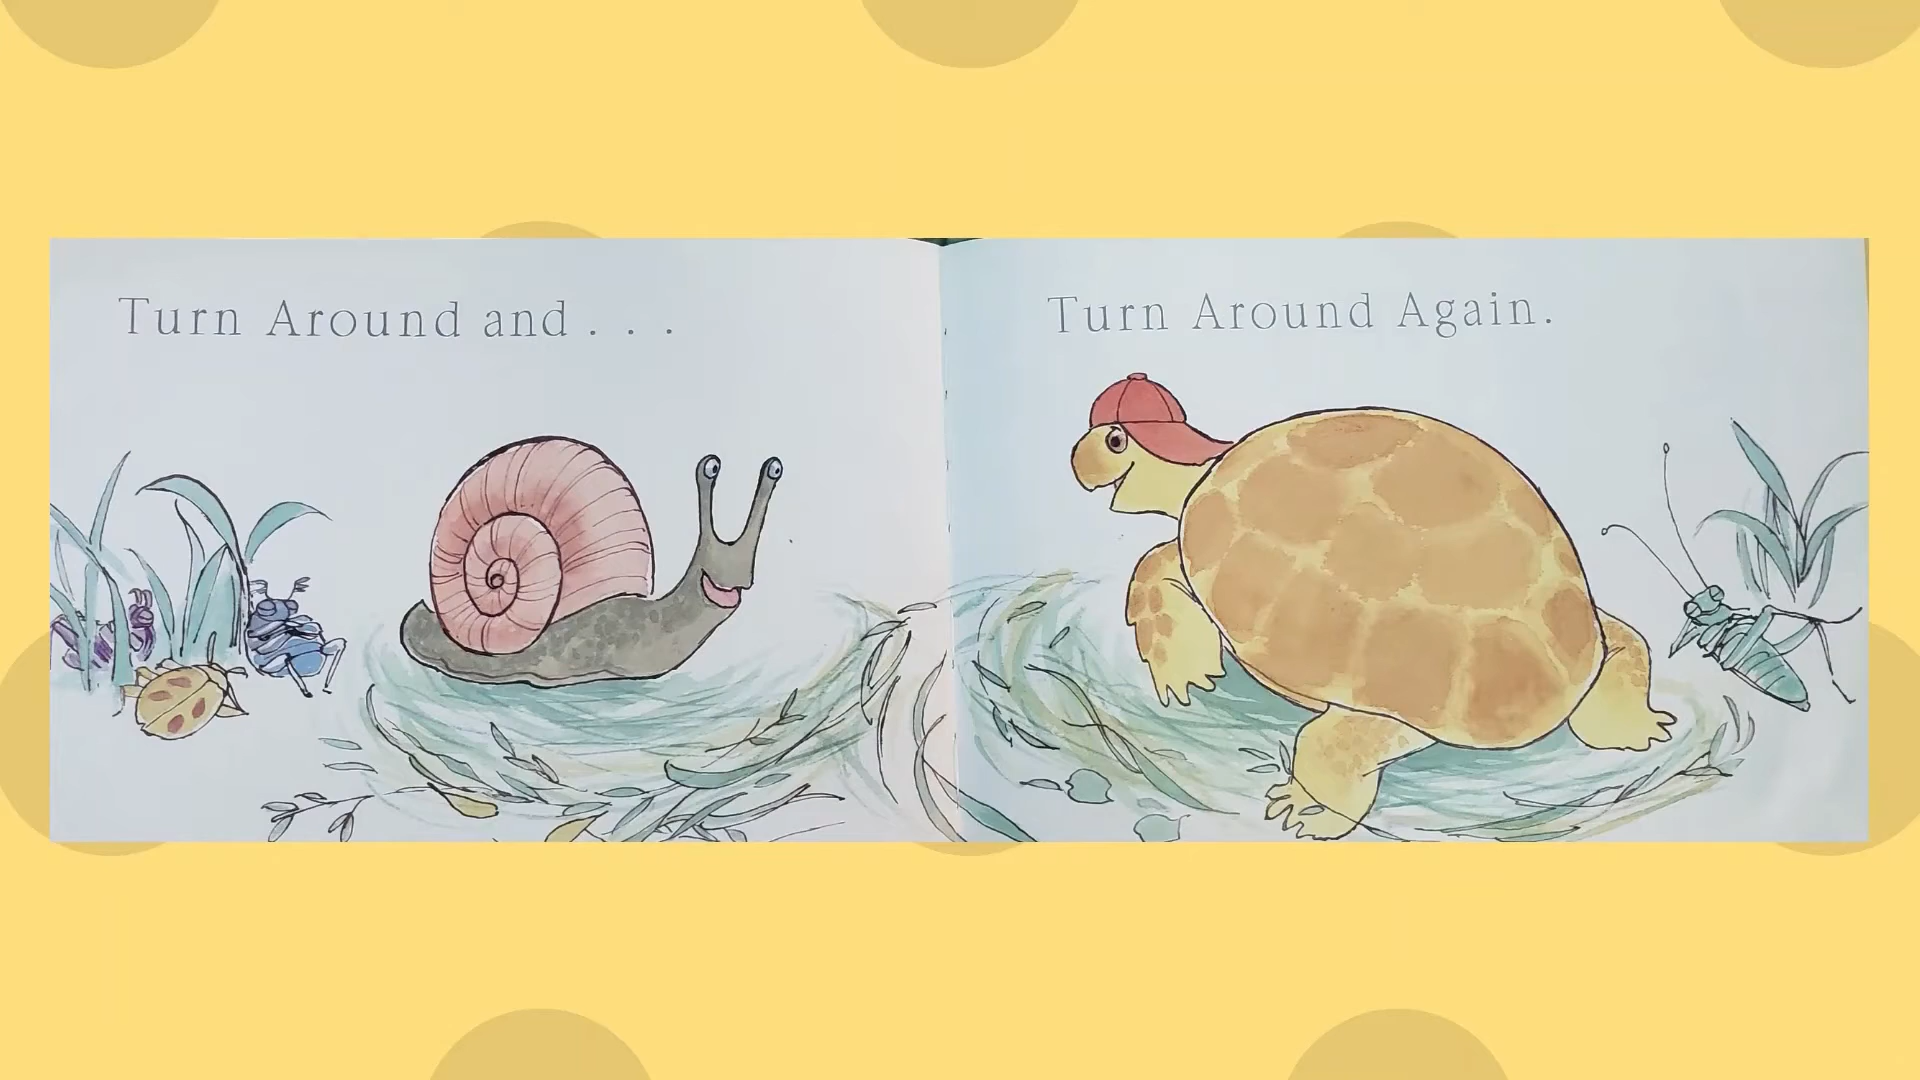 Turn Around and . . .
Turn Around Again.